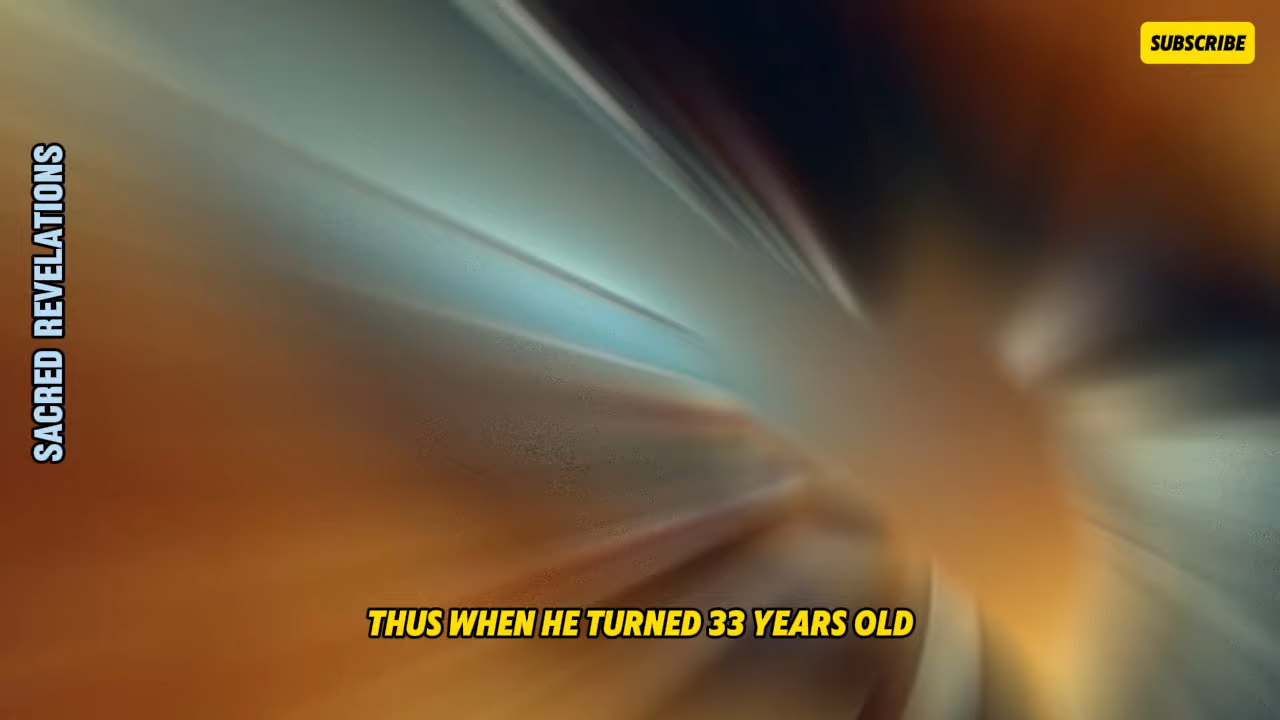 SUBSCRIBE
SACRED REVELATIONS
THUS WHEN HE TURNED 33 YEARS OLD